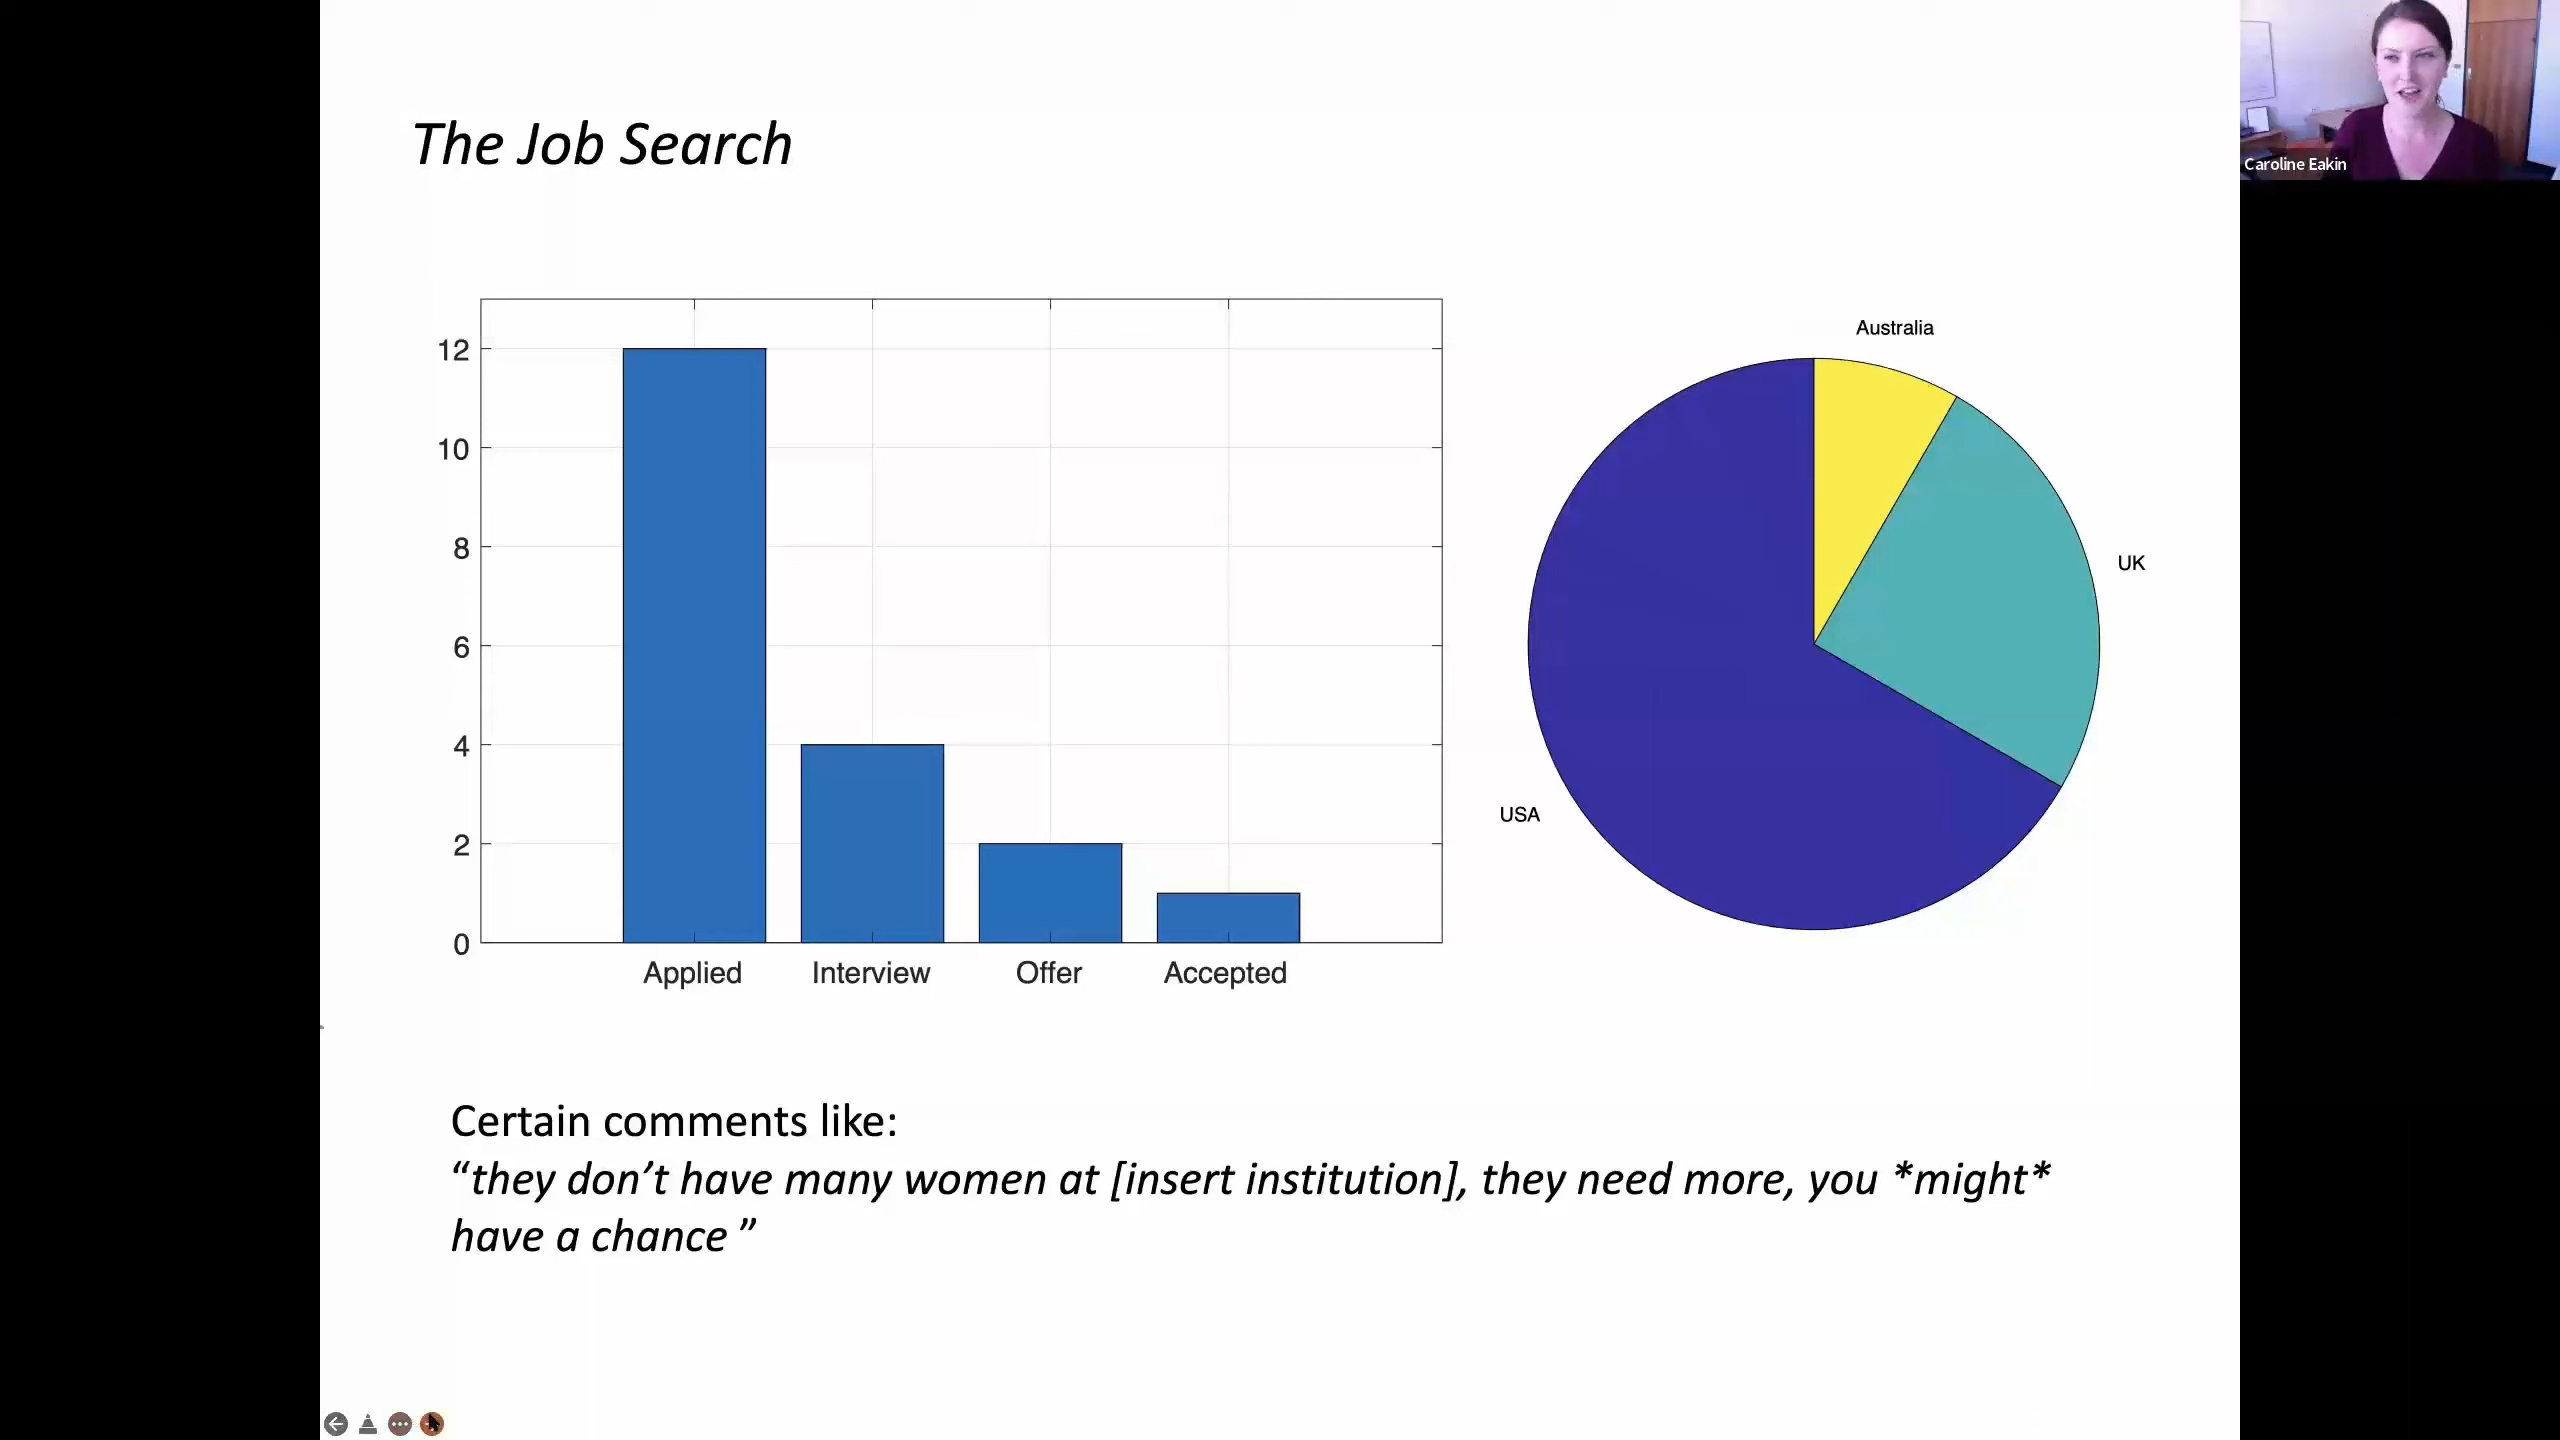 The Job Search
Caroline Eakin
12
10
8
6
4
2
0
Applied
Interview
Offer
Accepted
Australia
UK
USA
Certain comments like:
“they don’t have many women at [insert institution], they need more, you *might*
have a chance ”